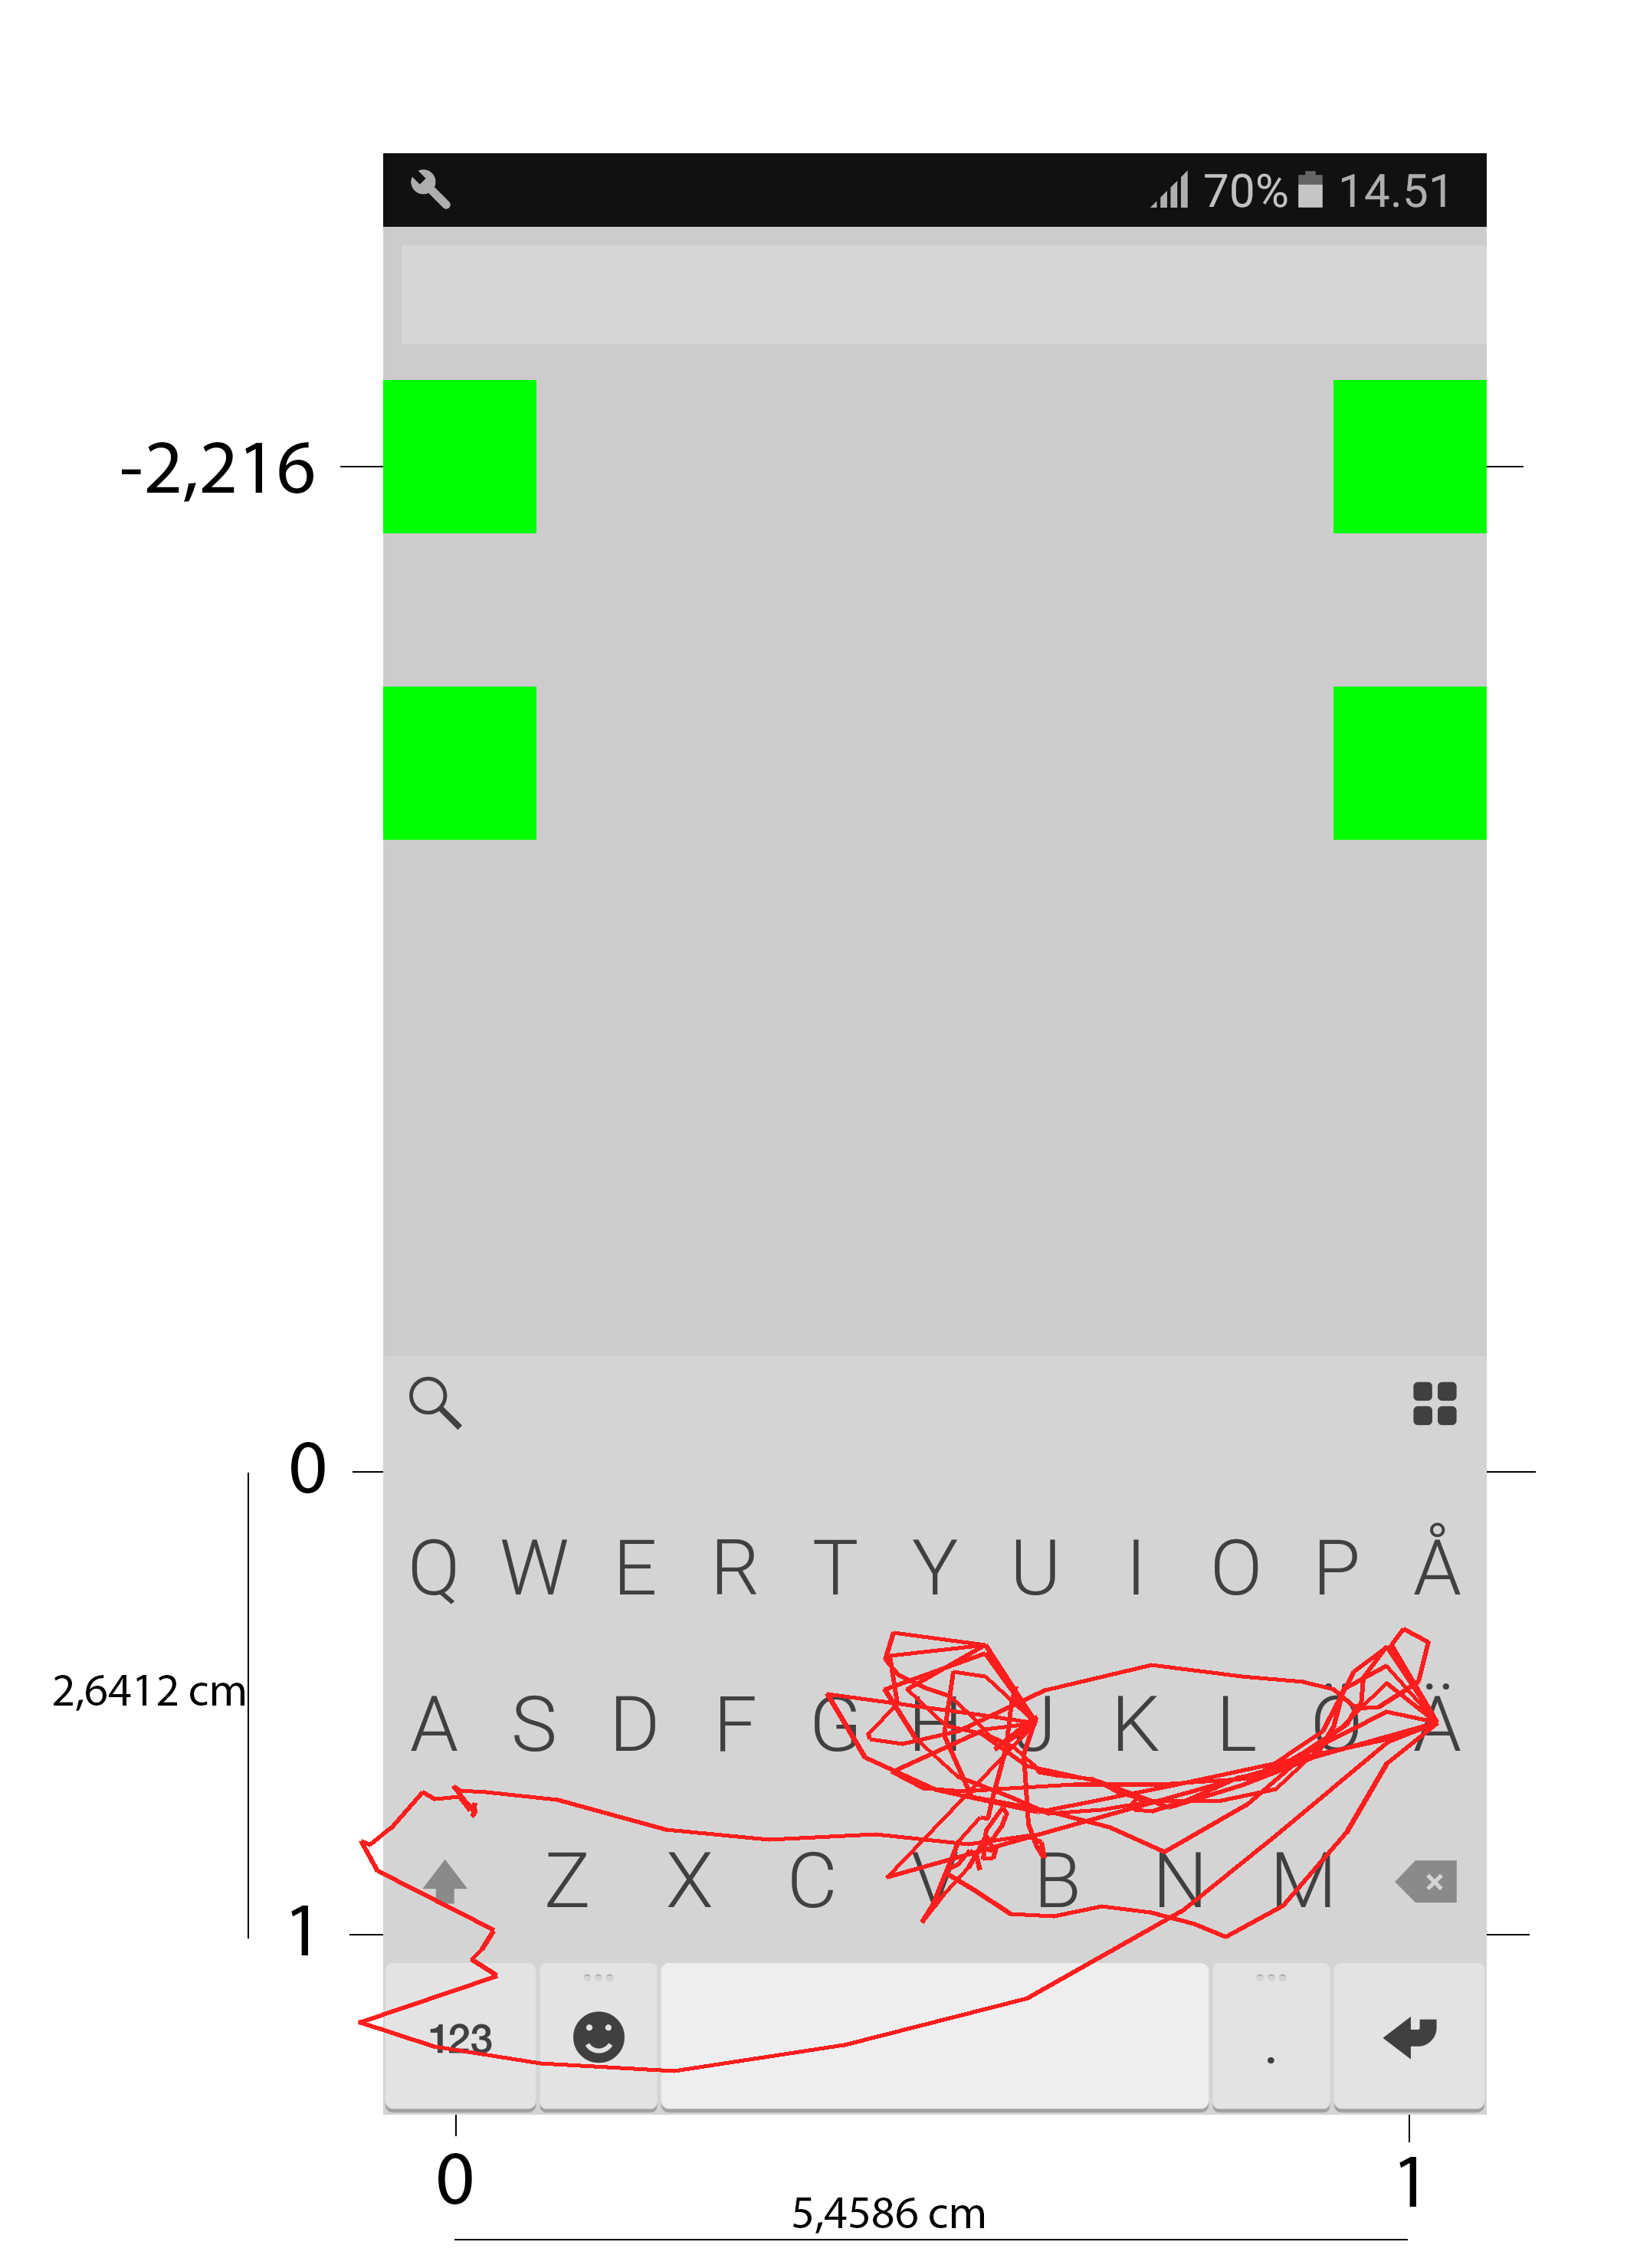 70% 14.51
-2,216
0
Q W E R T Y U I O P Å
2,6412 cm
A S D F G H J K L Ö Ä
Z X C V B N M
1
123 .
0 1
5,4586 cm